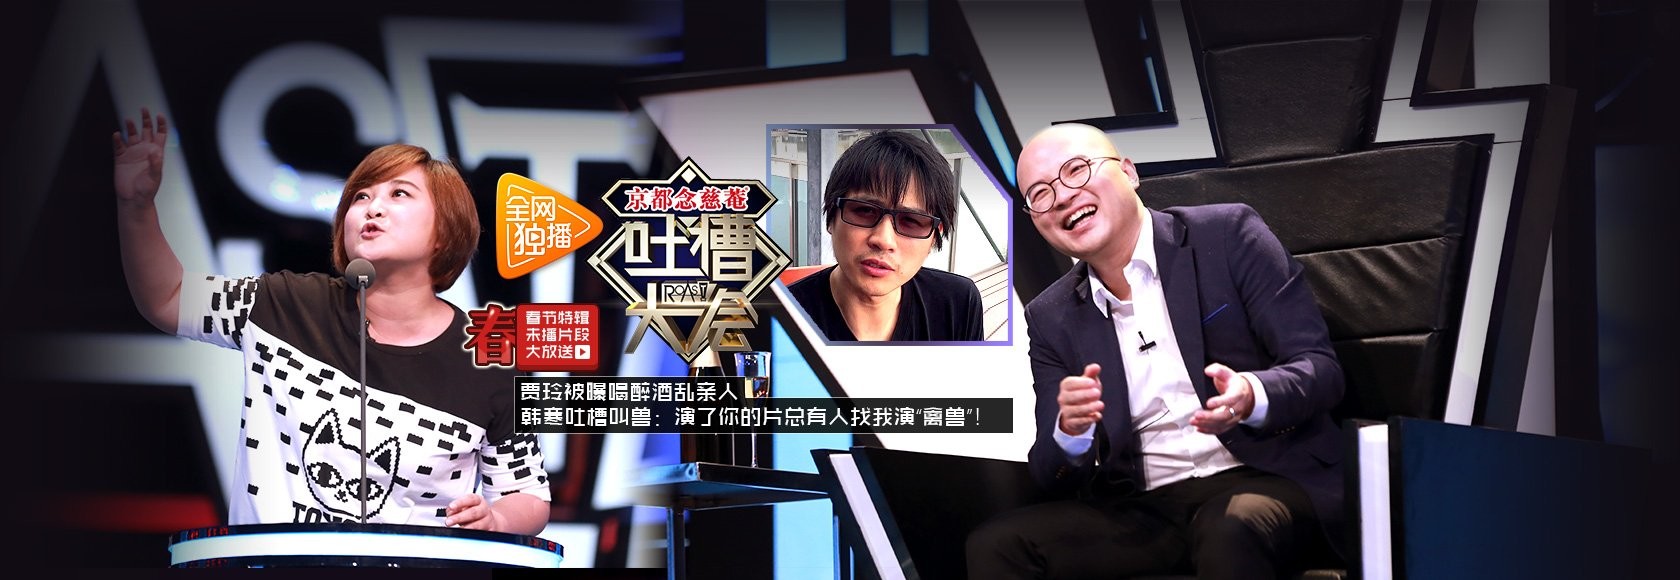 全网
独播
京都念慈菴
吐槽
ROAST
大会
春
春节特辑
未播片段
大放送
贾玲被曝喝醉酒乱亲人
韩寒吐槽叫兽：演了你的片总有人找我演“禽兽”！